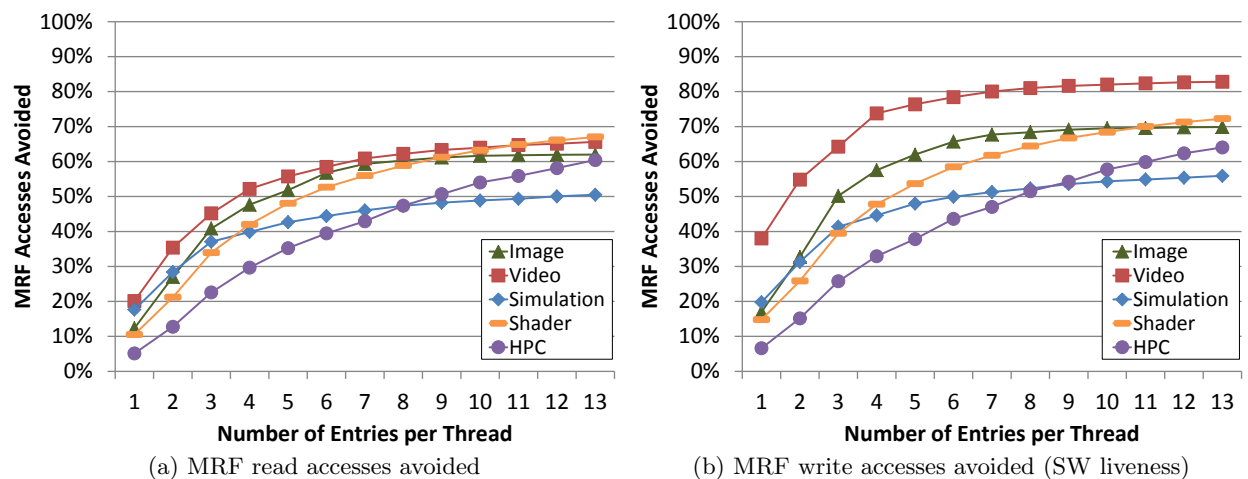 100%
90%
80%
70%
60%
50%
40%
30%
20%
10%
0%
MRF Accesses Avoided
Image
Video
Simulation
Shader
HPC
1 2 3 4 5 6 7 8 9 10 11 12 13
Number of Entries per Thread
(a) MRF read accesses avoided
100%
90%
80%
70%
60%
50%
40%
30%
20%
10%
0%
MRF Accesses Avoided
Image
Video
Simulation
Shader
HPC
1 2 3 4 5 6 7 8 9 10 11 12 13
Number of Entries per Thread
(b) MRF write accesses avoided (SW liveness)